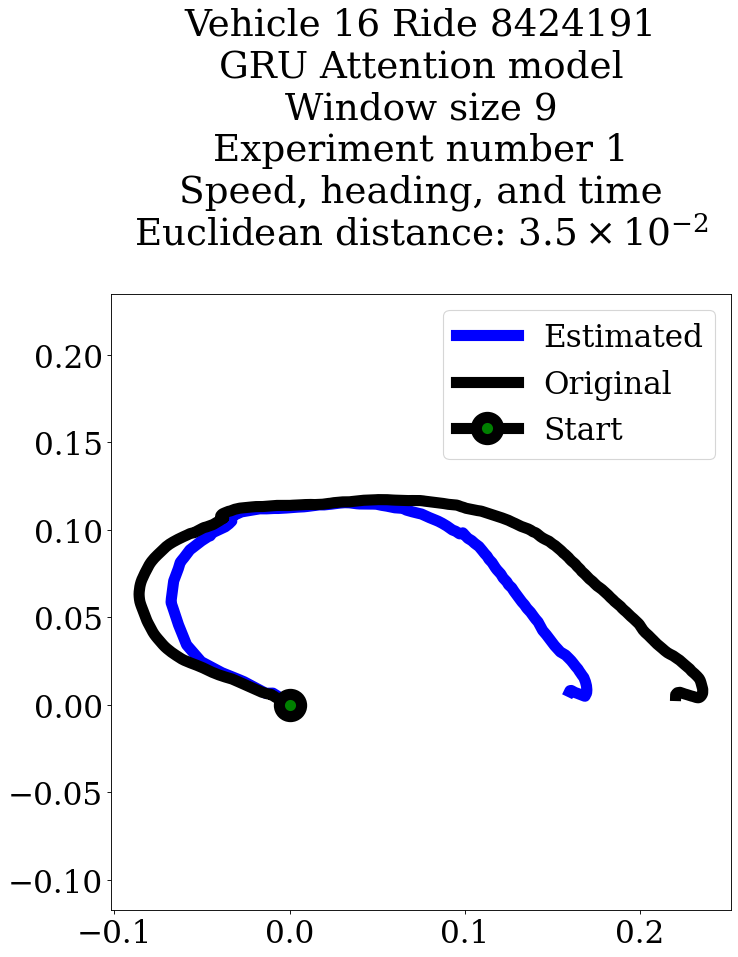 Vehicle 16 Ride 8424191
GRU Attention model
Window size 9
Experiment number 1
Speed, heading, and time
Euclidean distance: 3.5 × 10⁻²
Estimated
Original
Start
0.20
0.15
0.10
0.05
0.00
−0.05
−0.10
−0.1 0.0 0.1 0.2